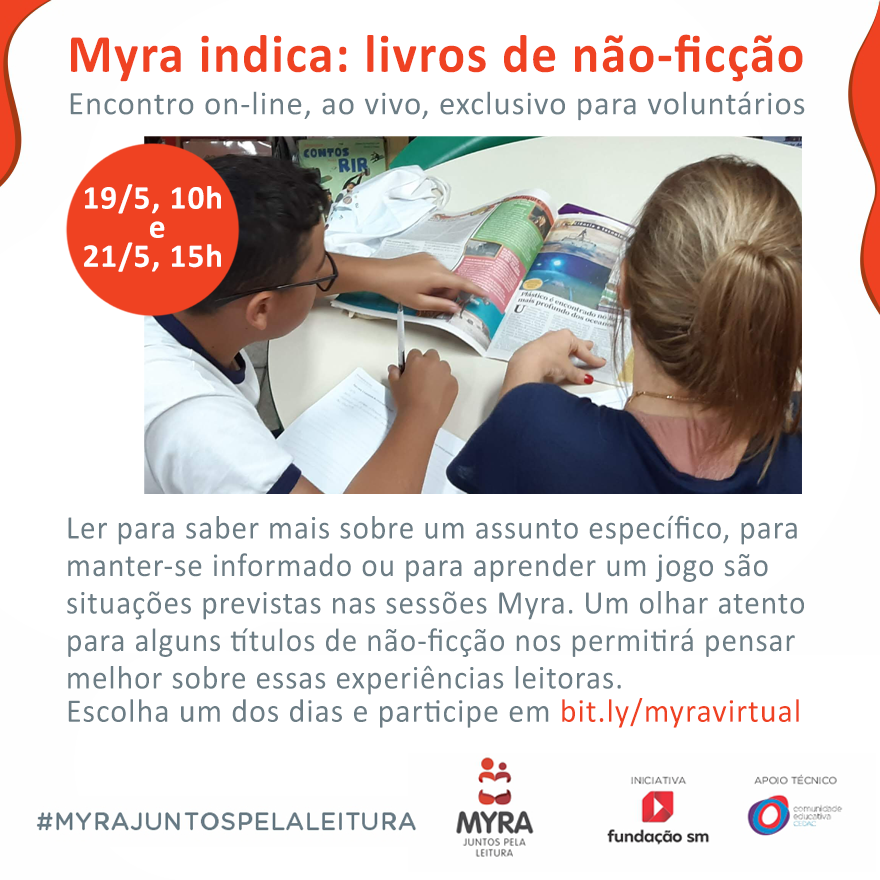 Myra indica: livros de não-ficção
Encontro on-line, ao vivo, exclusivo para voluntários
19/5, 10h
e
21/5, 15h
CONTOS
RIR
Plástico é encontrado no
mais profundo dos oceanos
Ler para saber mais sobre um assunto específico, para
manter-se informado ou para aprender um jogo são
situações previstas nas sessões Myra. Um olhar atento
para alguns títulos de não-ficção nos permitirá pensar
melhor sobre essas experiências leitoras.
Escolha um dos dias e participe em bit.ly/myravirtual
#MYRAJUNTOSPELALEITURA
MYRA
JUNTOS PELA
LEITURA
INICIATIVA
fundação sm
APOIO TÉCNICO
comunidade
educativa
CEDAC